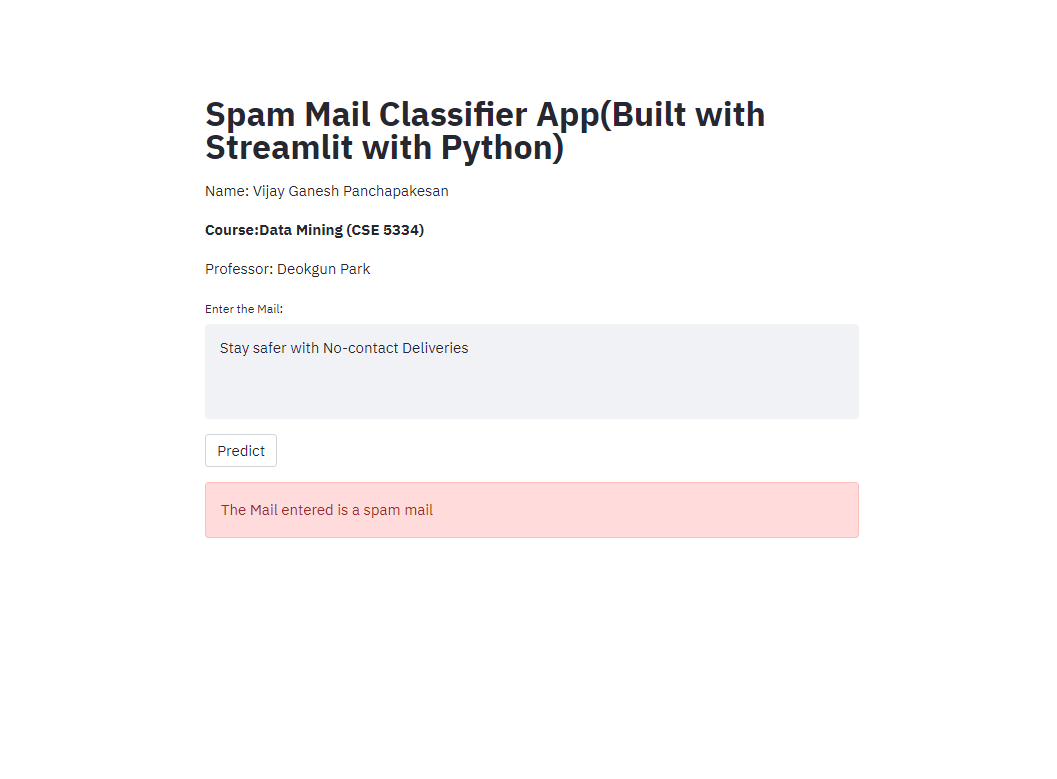 Spam Mail Classifier App(Built with
Streamlit with Python)
Name: Vijay Ganesh Panchapakesan
Course:Data Mining (CSE 5334)
Professor: Deokgun Park
Enter the Mail:
Stay safer with No-contact Deliveries
Predict
The Mail entered is a spam mail